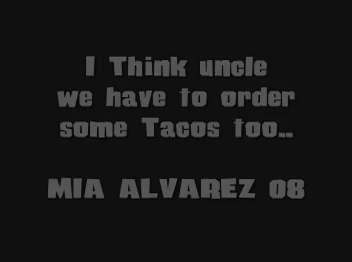 I Think uncle
we have to order
some Tacos too..
MIA ALVAREZ 08